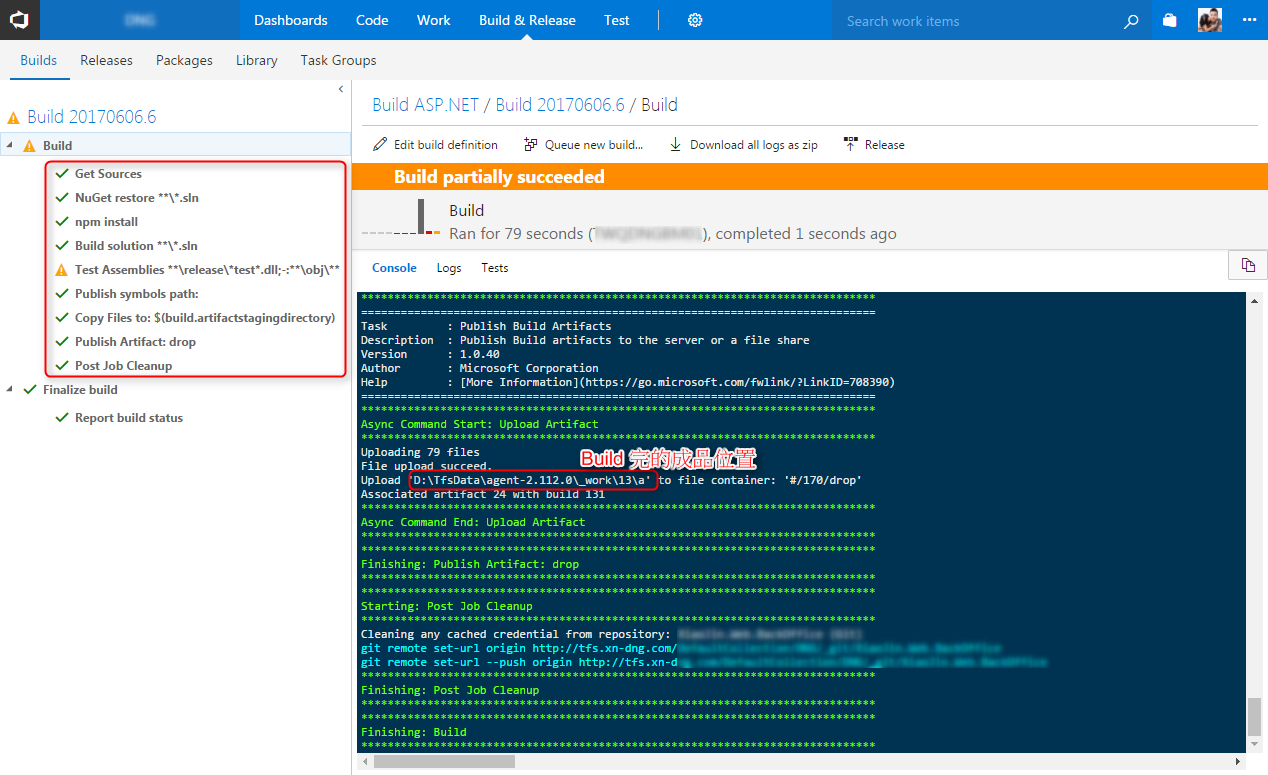 Dashboards Code Work Build & Release Test Search work items
Builds Releases Packages Library Task Groups
Build 20170606.6
Build
Get Sources
NuGet restore **\*.sln
npm install
Build solution **\*.sln
Test Assemblies **\release\*test*.dll;-:**\obj\**
Publish symbols path:
Copy Files to: $(build.artifactstagingdirectory)
Publish Artifact: drop
Post Job Cleanup
Finalize build
Report build status
Build ASP.NET / Build 20170606.6 / Build
Edit build definition Queue new build... Download all logs as zip Release
Build partially succeeded
Build
Ran for 79 seconds ( ), completed 1 seconds ago
Console Logs Tests
******************************************************************************
==============================================================================
Task : Publish Build Artifacts
Description : Publish Build artifacts to the server or a file share
Version : 1.0.40
Author : Microsoft Corporation
Help : [More Information](https://go.microsoft.com/fwlink/?LinkID=708390)
==============================================================================
******************************************************************************
Async Command Start: Upload Artifact
******************************************************************************
Uploading 79 files
File upload succeed.
Build 完的成品位置
Upload 'D:\TfsData\agent-2.112.0\_work\13\a' to file container: '#/170/drop'
Associated artifact 24 with build 131
******************************************************************************
Async Command End: Upload Artifact
******************************************************************************
******************************************************************************
Finishing: Publish Artifact: drop
******************************************************************************
******************************************************************************
Starting: Post Job Cleanup
******************************************************************************
Cleaning any cached credential from repository:
git remote set-url origin http://tfs.xn-dng.com/
git remote set-url --push origin http://tfs.xn-d
******************************************************************************
Finishing: Post Job Cleanup
******************************************************************************
******************************************************************************
Finishing: Build
******************************************************************************